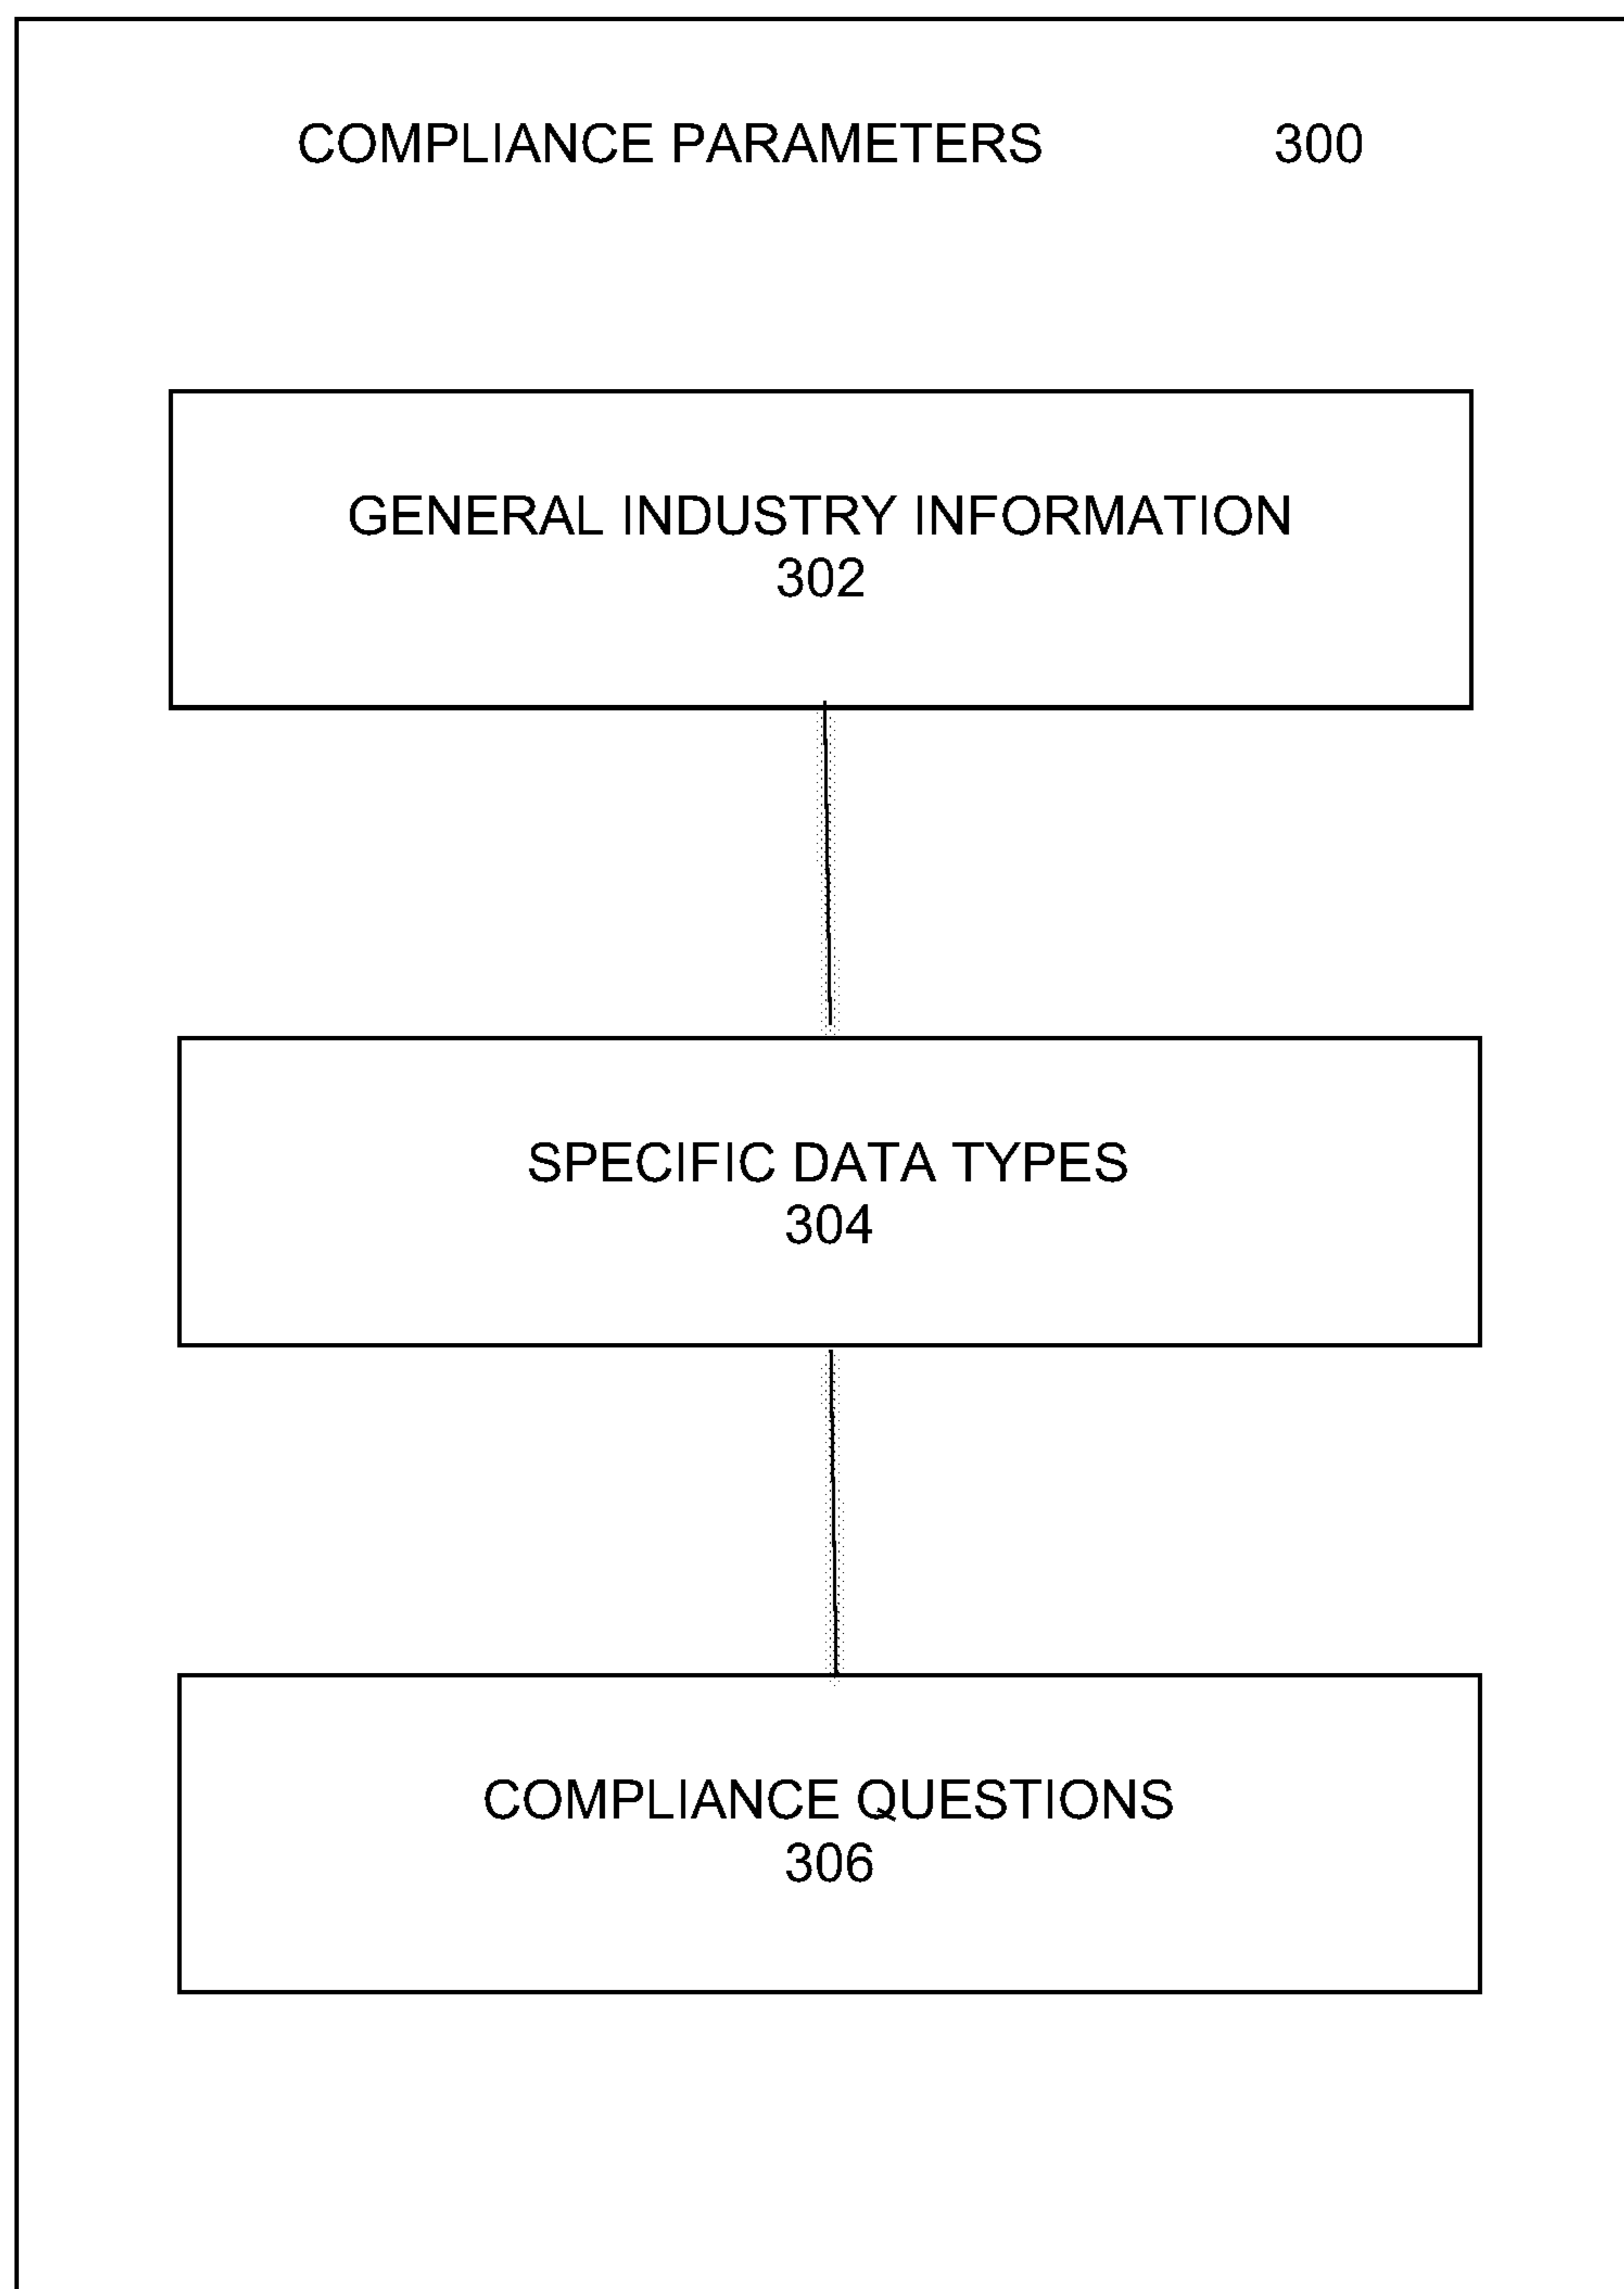 COMPLIANCE PARAMETERS 300
GENERAL INDUSTRY INFORMATION
302
SPECIFIC DATA TYPES
304
COMPLIANCE QUESTIONS
306